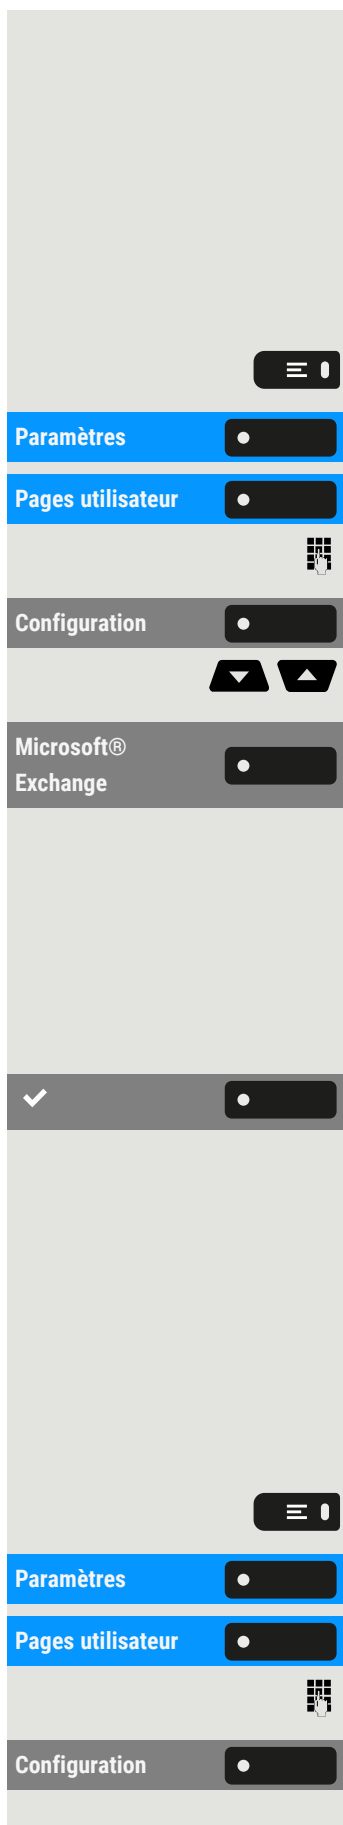 Paramètres
Pages utilisateur
Configuration
Microsoft®
Exchange
Paramètres
Pages utilisateur
Configuration